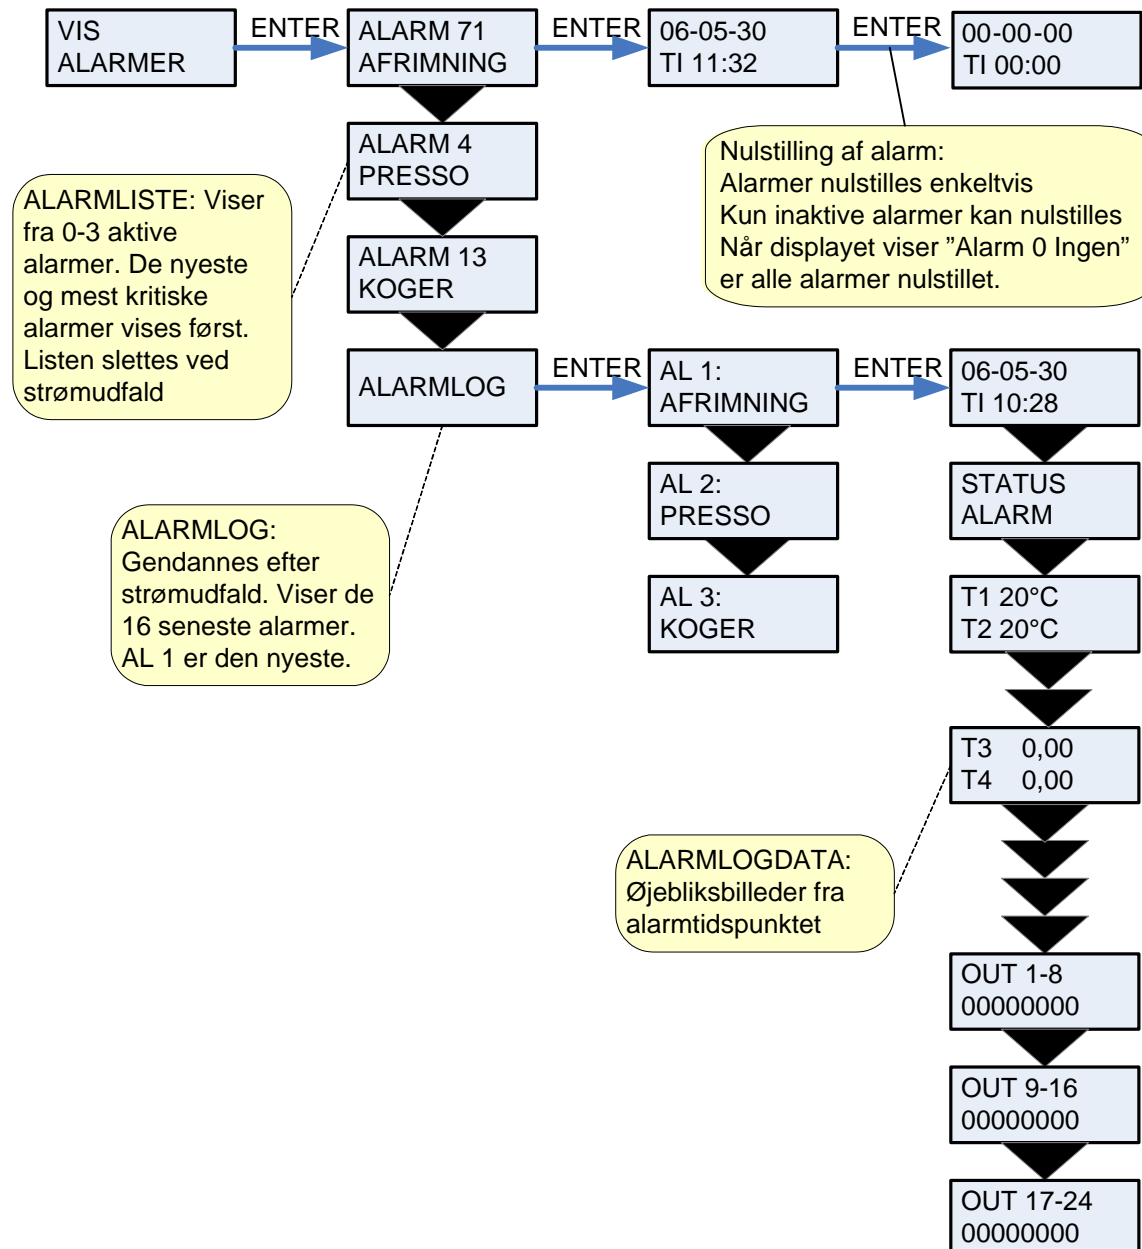 VIS
ALARMER
ENTER
ALARM 71
AFRIMNING
ENTER
06-05-30
TI 11:32
ENTER
00-00-00
TI 00:00
ALARM 4
PRESSO
Nulstilling af alarm:
Alarmer nulstilles enkeltvis
Kun inaktive alarmer kan nulstilles
Når displayet viser ”Alarm 0 Ingen”
er alle alarmer nulstillet.
ALARMLISTE: Viser
fra 0-3 aktive
alarmer. De nyeste
og mest kritiske
alarmer vises først.
Listen slettes ved
strømudfald
ALARM 13
KOGER
ALARMLOG
ENTER
AL 1:
AFRIMNING
ENTER
06-05-30
TI 10:28
AL 2:
PRESSO
STATUS
ALARM
ALARMLOG:
Gendannes efter
strømudfald. Viser de
16 seneste alarmer.
AL 1 er den nyeste.
AL 3:
KOGER
T1 20°C
T2 20°C
T3 0,00
T4 0,00
ALARMLOGDATA:
Øjebliksbilleder fra
alarmtidspunktet
OUT 1-8
00000000
OUT 9-16
00000000
OUT 17-24
00000000